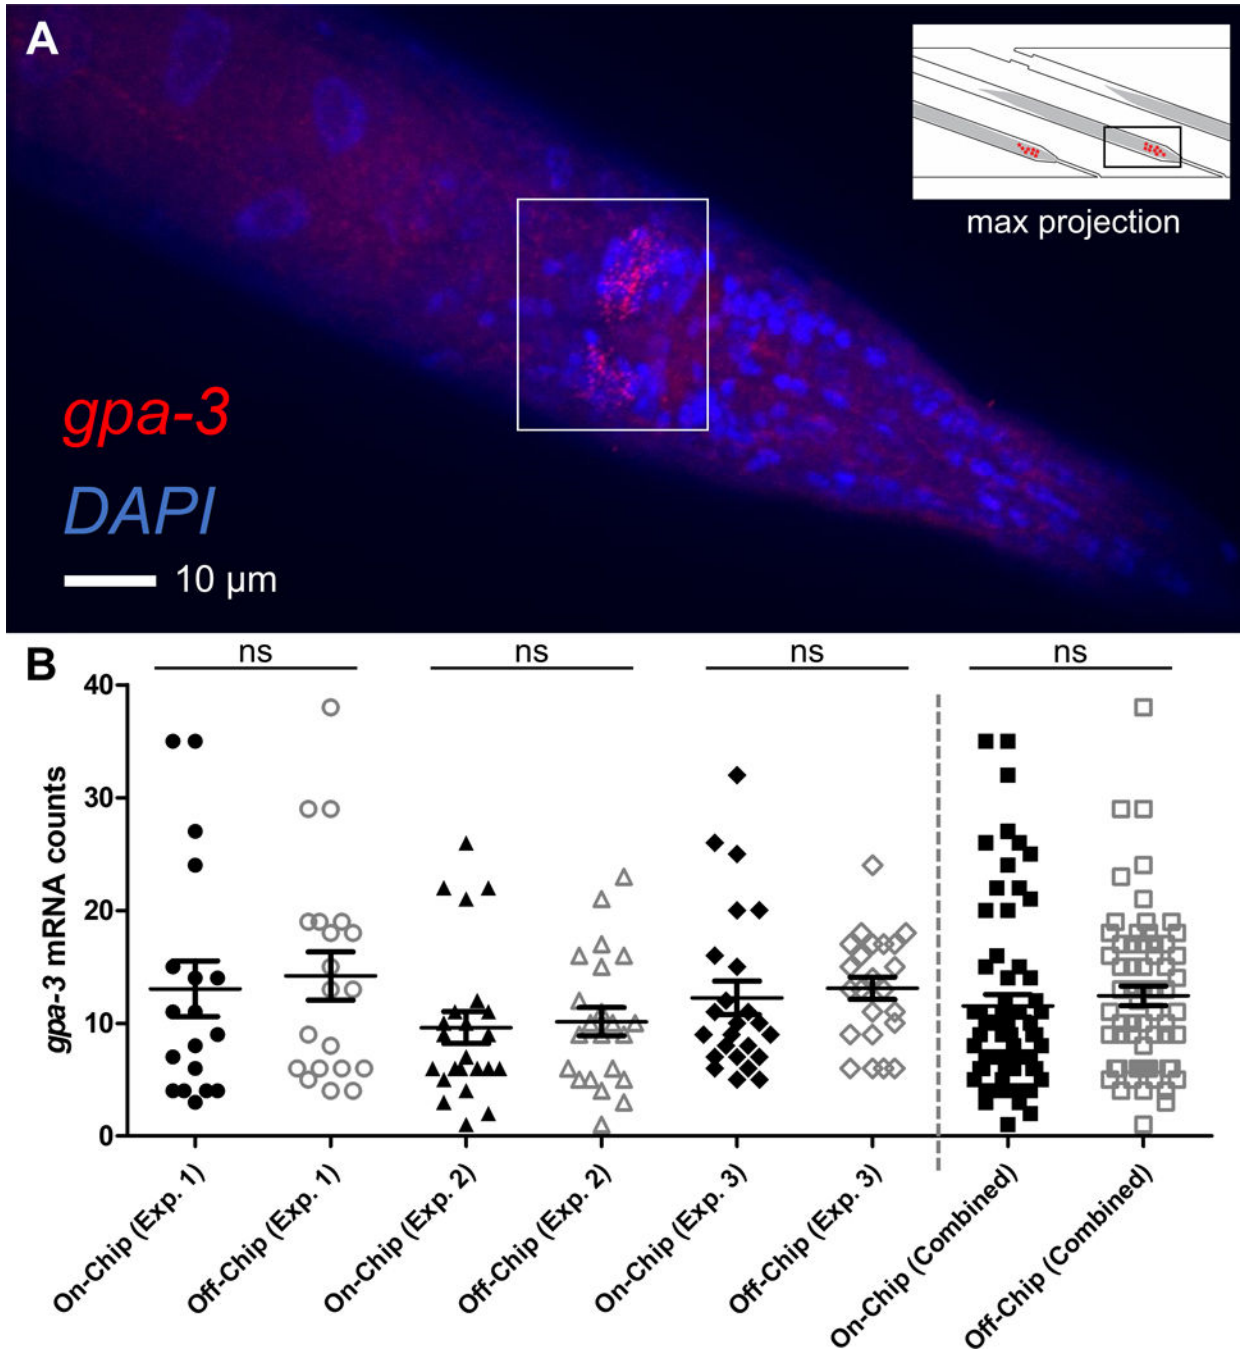 A
max projection
gpa-3
DAPI
10 µm
B
ns ns ns ns
gpa-3 mRNA counts
40
30
20
10
0
On-Chip (Exp. 1)
Off-Chip (Exp. 1)
On-Chip (Exp. 2)
Off-Chip (Exp. 2)
On-Chip (Exp. 3)
Off-Chip (Exp. 3)
On-Chip (Combined)
Off-Chip (Combined)